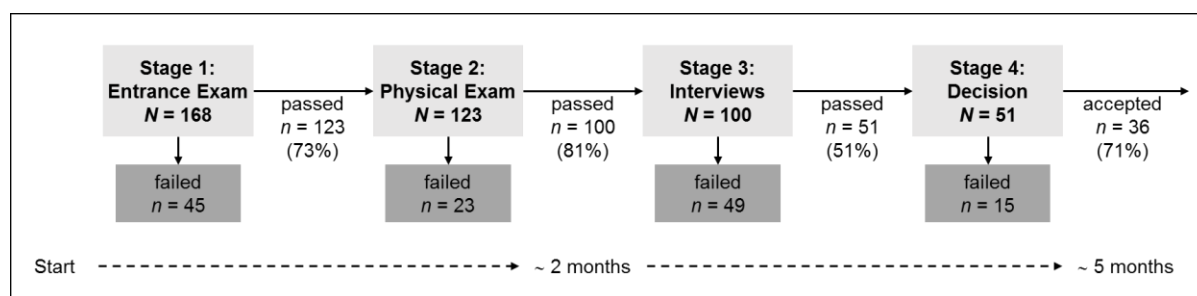 Stage 1:
Entrance Exam
N = 168
passed
n = 123
(73%)
Stage 2:
Physical Exam
N = 123
passed
n = 100
(81%)
Stage 3:
Interviews
N = 100
passed
n = 51
(51%)
Stage 4:
Decision
N = 51
accepted
n = 36
(71%)
failed
n = 45
failed
n = 23
failed
n = 49
failed
n = 15
Start
~ 2 months
~ 5 months